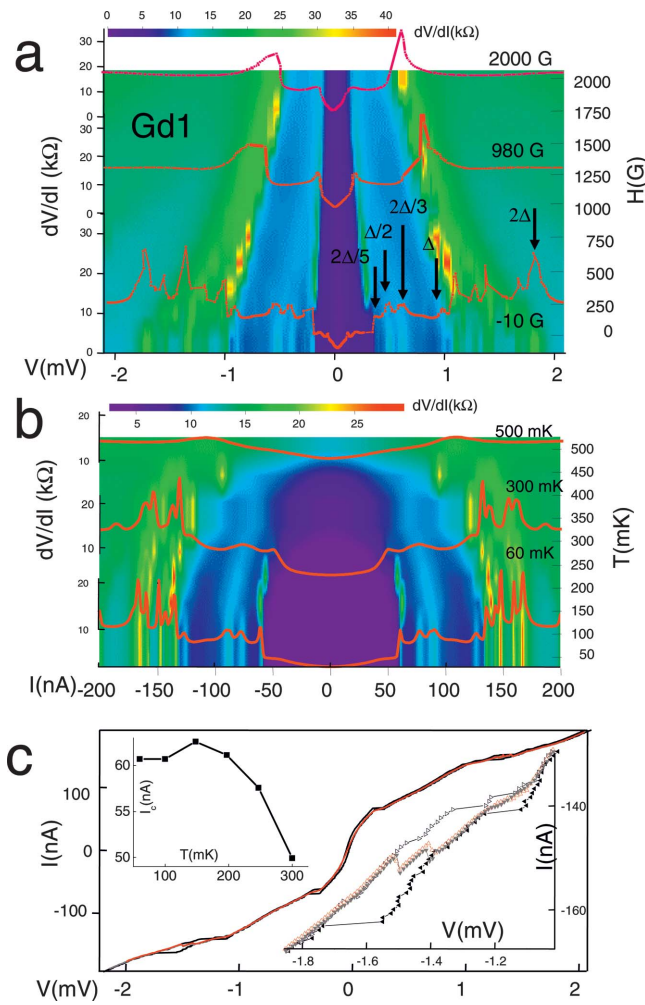 0 10 20 30 40 dV/dI(kΩ)
a
Gd1
30 20 10 0
30 20 10 0
30 20 10 0
dV/dI (kΩ)
2000 G
980 G
2Δ/3
Δ/2
2Δ/5
Δ
2Δ
-10 G
2000
1750
1500
1250
1000
750
500
250
0
H(G)
V(mV) -2 -1 0 1 2
b
5 10 15 20 25 dV/dI(kΩ)
20
10
20
10
20
10
dV/dI (kΩ)
500 mK
300 mK
60 mK
500
450
400
350
300
250
200
150
100
50
T(mK)
I(nA) -200 -150 -100 -50 0 50 100 150 200
c
100
0
-100
I(nA)
60
55
50
Ic(nA)
T(mK)
100 200 300
-140
-160
I(nA)
V(mV)
-1.8 -1.6 -1.4 -1.2
V(mV) -2 -1 0 1 2